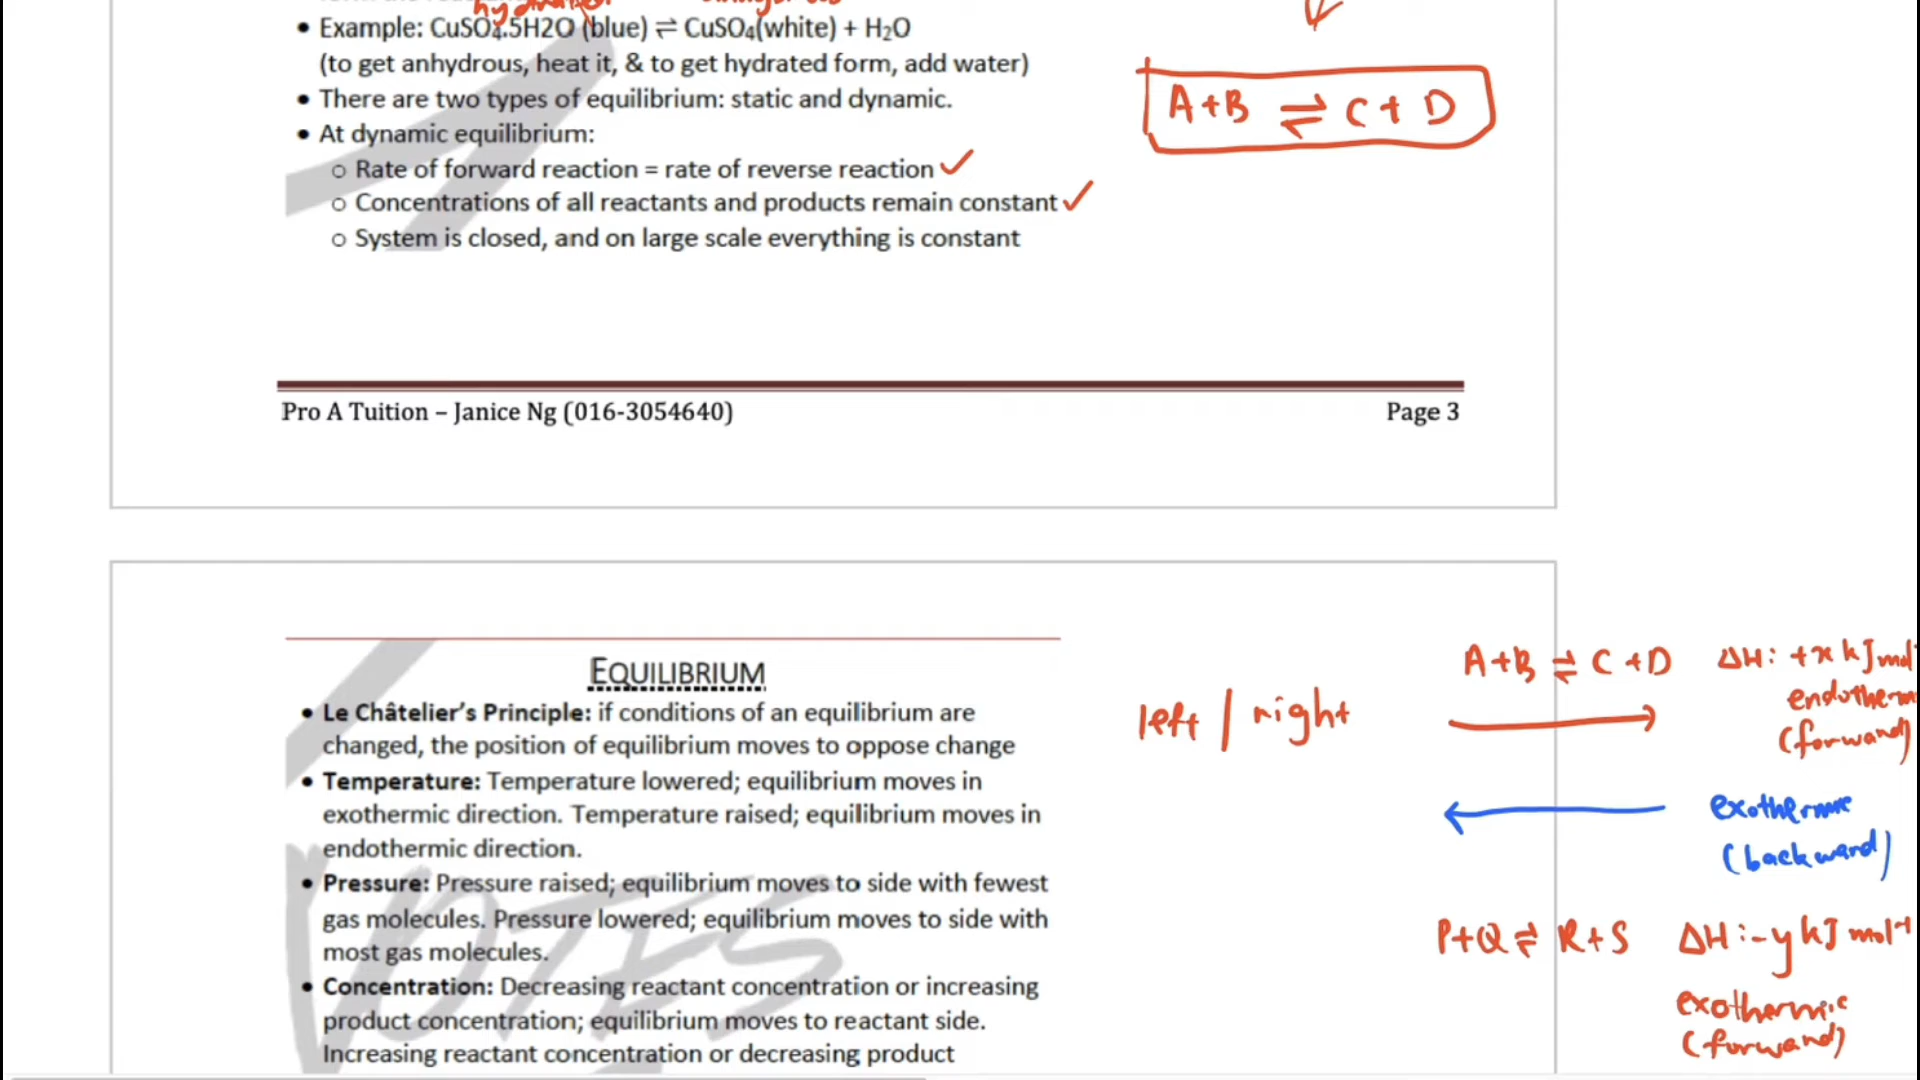 hydrated
• Example: CuSO₄.5H2O (blue) ⇌ CuSO₄(white) + H₂O
(to get anhydrous, heat it, & to get hydrated form, add water)
• There are two types of equilibrium: static and dynamic.
• At dynamic equilibrium:
o Rate of forward reaction = rate of reverse reaction ✓
o Concentrations of all reactants and products remain constant ✓
o System is closed, and on large scale everything is constant
A+B ⇌ C+D
Pro A Tuition – Janice Ng (016-3054640)
Page 3
EQUILIBRIUM
• Le Châtelier’s Principle: if conditions of an equilibrium are
changed, the position of equilibrium moves to oppose change
• Temperature: Temperature lowered; equilibrium moves in
exothermic direction. Temperature raised; equilibrium moves in
endothermic direction.
• Pressure: Pressure raised; equilibrium moves to side with fewest
gas molecules. Pressure lowered; equilibrium moves to side with
most gas molecules.
• Concentration: Decreasing reactant concentration or increasing
product concentration; equilibrium moves to reactant side.
Increasing reactant concentration or decreasing product
NOTES
left / right
A+B ⇌ C+D ΔH: +x kJmol
endotherm
(forward)
exothermic
(backward)
P+Q ⇌ R+S ΔH: -y kJ mol-1
exothermic
(forward)